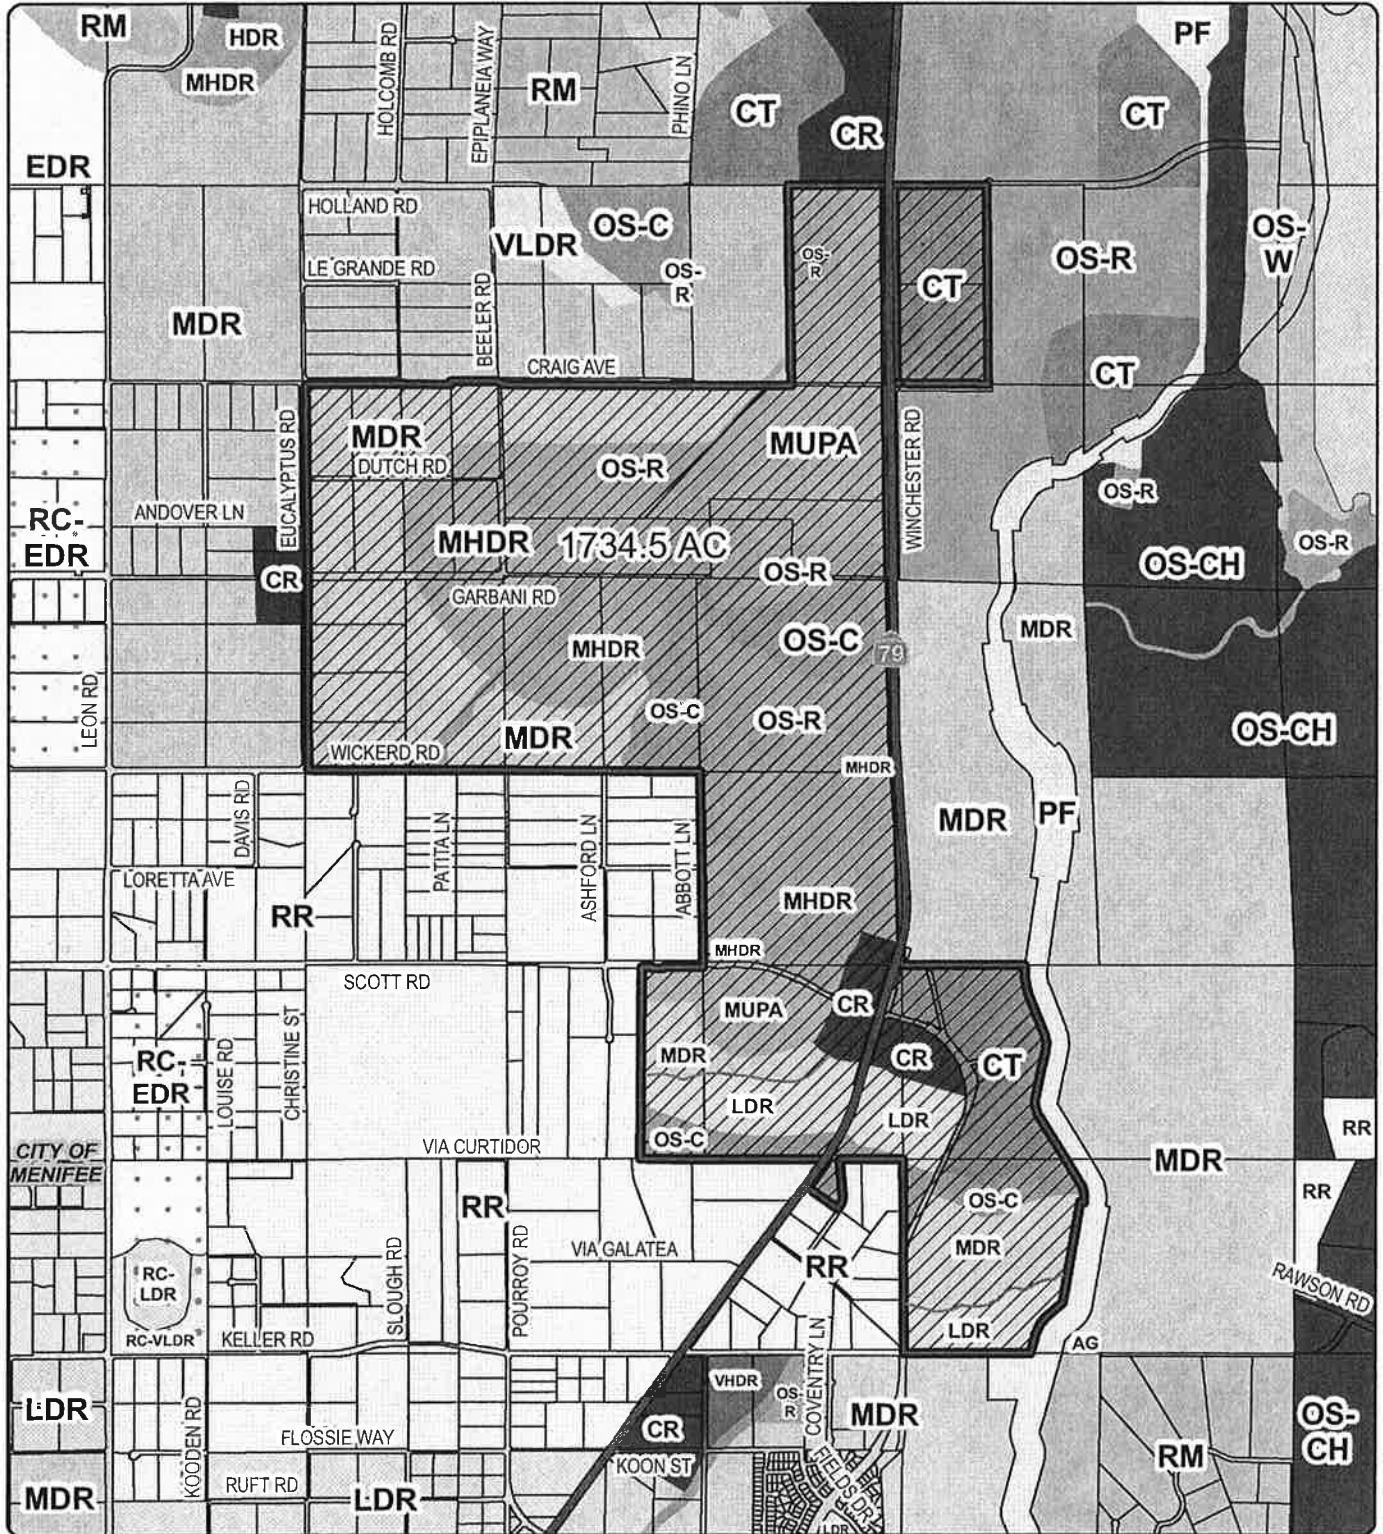 RM
HDR
MHDR
HOLCOMB RD
EPIPLANEIA WAY
RM
PHINO LN
CT
CR
CT
PF
EDR
HOLLAND RD
LE GRANDE RD
BEELER RD
VLDR
OS-C
OS-
R
OS-
R
CT
OS-R
OS-
W
MDR
CRAIG AVE
CT
EUCALYPTUS RD
MDR
DUTCH RD
OS-R
MUPA
WINCHESTER RD
OS-R
RC-
EDR
ANDOVER LN
CR
MHDR
1734.5 AC
OS-R
OS-CH
OS-R
GARBANI RD
MHDR
OS-C
79
MDR
LEON RD
OS-C
OS-R
WICKERD RD
MDR
MHDR
OS-CH
DAVIS RD
PATITA LN
ASHFORD LN
ABBOTT LN
MDR
PF
LORETTA AVE
RR
MHDR
MHDR
SCOTT RD
MUPA
CR
RC-
EDR
LOUISE RD
CHRISTINE ST
MDR
CR
CT
LDR
LDR
RR
CITY OF
MENIFEE
VIA CURTIDOR
OS-C
MDR
RR
OS-C
RR
SLOUGH RD
POURROY RD
VIA GALATEA
RR
MDR
RC-
LDR
RAWSON RD
RC-VLDR
KELLER RD
LDR
AG
COVENTRY LN
LDR
KOODEN RD
FLOSSIE WAY
VHDR
OS-
R
CR
MDR
OS-
CH
MDR
RUFT RD
LDR
KOON ST
FIELDS DR
LDR
RM